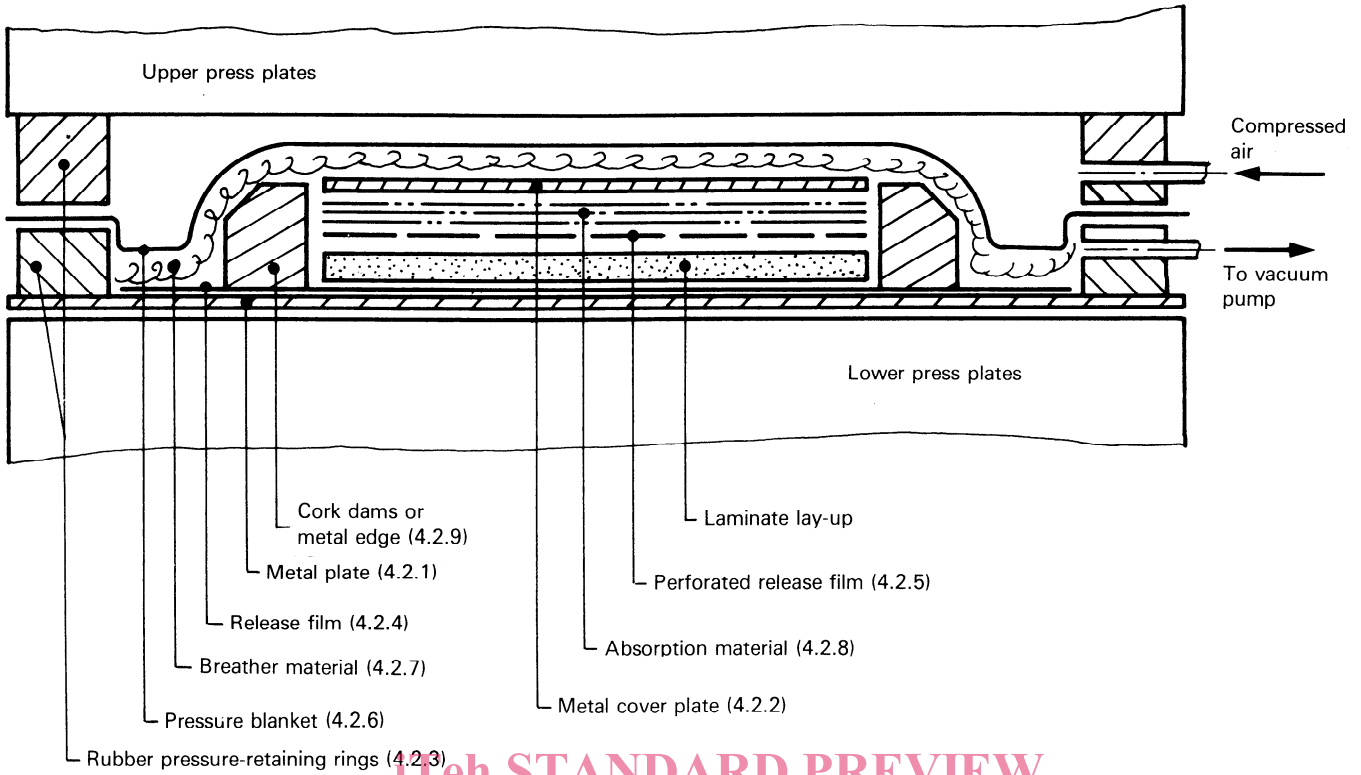 Upper press plates
Compressed
air
To vacuum
pump
Lower press plates
Cork dams or
metal edge (4.2.9)
Laminate lay-up
Metal plate (4.2.1)
Perforated release film (4.2.5)
Release film (4.2.4)
Absorption material (4.2.8)
Breather material (4.2.7)
Metal cover plate (4.2.2)
Pressure blanket (4.2.6)
Rubber pressure-retaining rings (4.2.3)
iTeh STANDARD PREVIEW